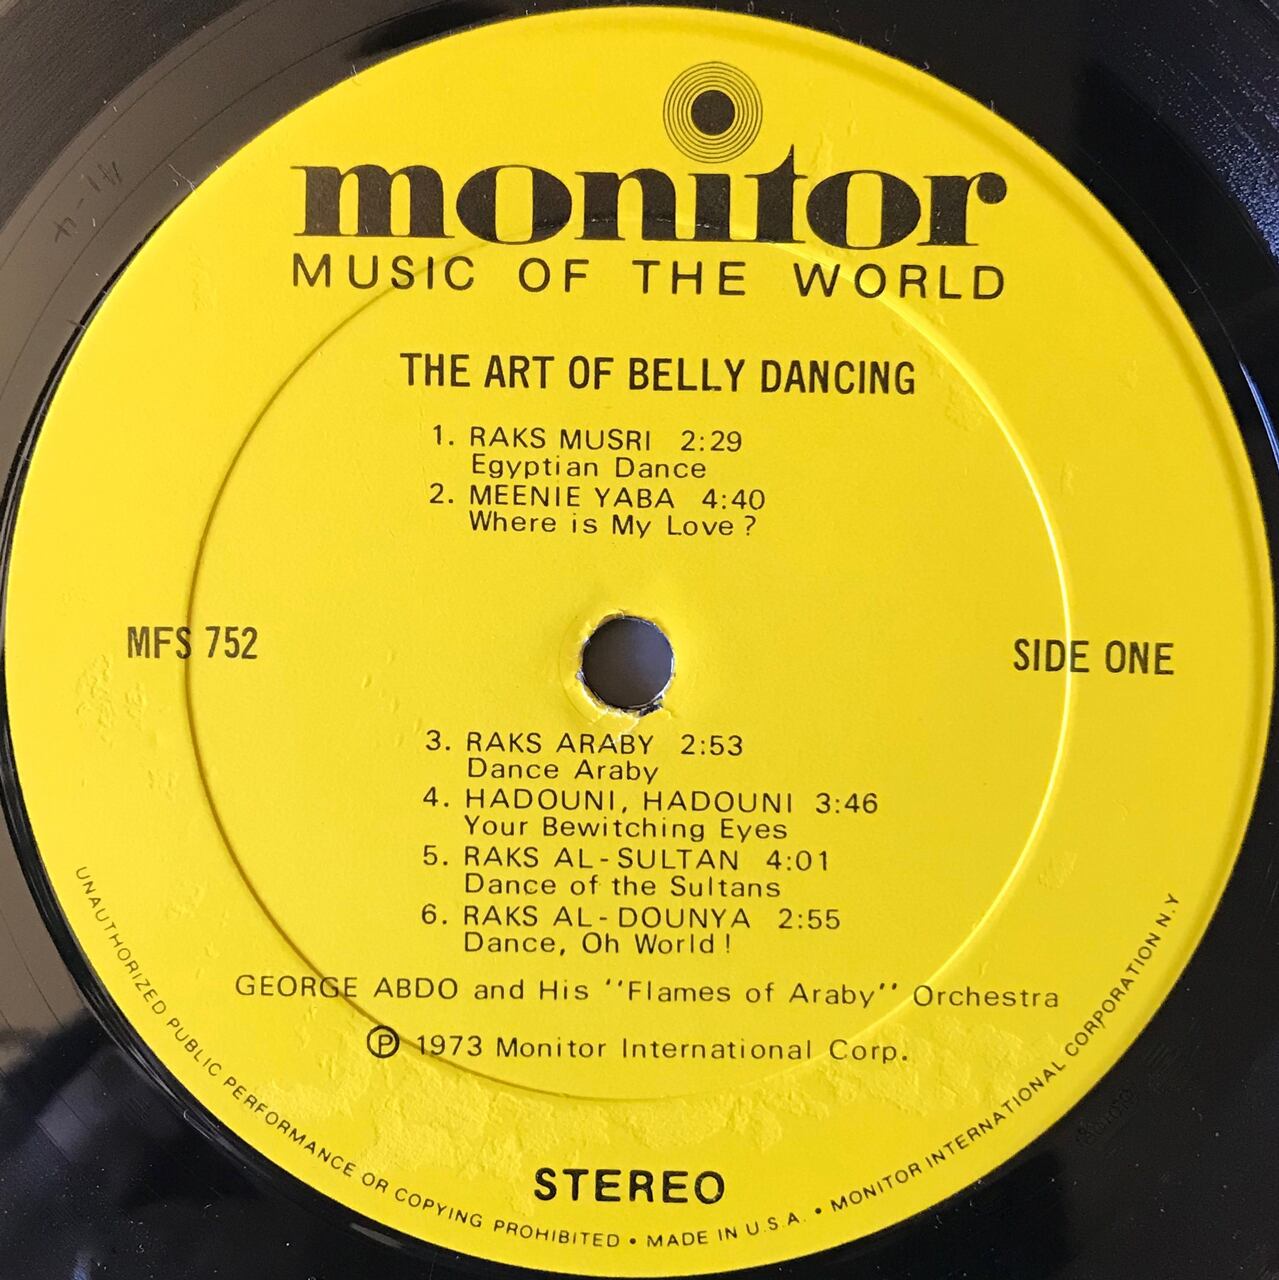 monitor
MUSIC OF THE WORLD
THE ART OF BELLY DANCING
1. RAKS MUSRI 2:29
Egyptian Dance
2. MEENIE YABA 4:40
Where is My Love?
MFS 752
SIDE ONE
3. RAKS ARABY 2:53
Dance Araby
4. HADOUNI, HADOUNI 3:46
Your Bewitching Eyes
5. RAKS AL-SULTAN 4:01
Dance of the Sultans
6. RAKS AL-DOUNYA 2:55
Dance, Oh World!
GEORGE ABDO and His ''Flames of Araby'' Orchestra
Ⓟ 1973 Monitor International Corp.
STEREO
UNAUTHORIZED PUBLIC PERFORMANCE OR COPYING PROHIBITED • MADE IN U.S.A. • MONITOR INTERNATIONAL CORPORATION N.Y